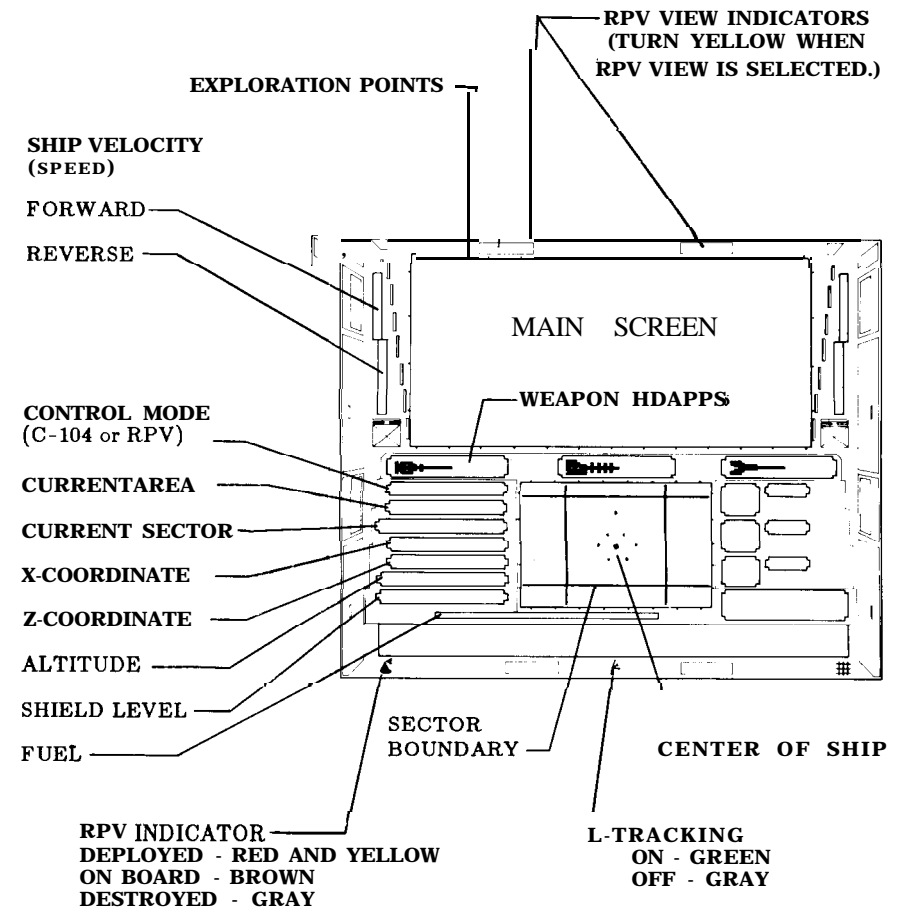 RPV VIEW INDICATORS
(TURN YELLOW WHEN
RPV VIEW IS SELECTED.)
EXPLORATION POINTS
SHIP VELOCITY
(SPEED)
FORWARD
REVERSE
MAIN SCREEN
WEAPON HDAPPS
CONTROL MODE
(C-104 or RPV)
CURRENTAREA
CURRENT SECTOR
X-COORDINATE
Z-COORDINATE
ALTITUDE
SHIELD LEVEL
FUEL
SECTOR
BOUNDARY
CENTER OF SHIP
RPV INDICATOR
DEPLOYED - RED AND YELLOW
ON BOARD - BROWN
DESTROYED - GRAY
L-TRACKING
ON - GREEN
OFF - GRAY